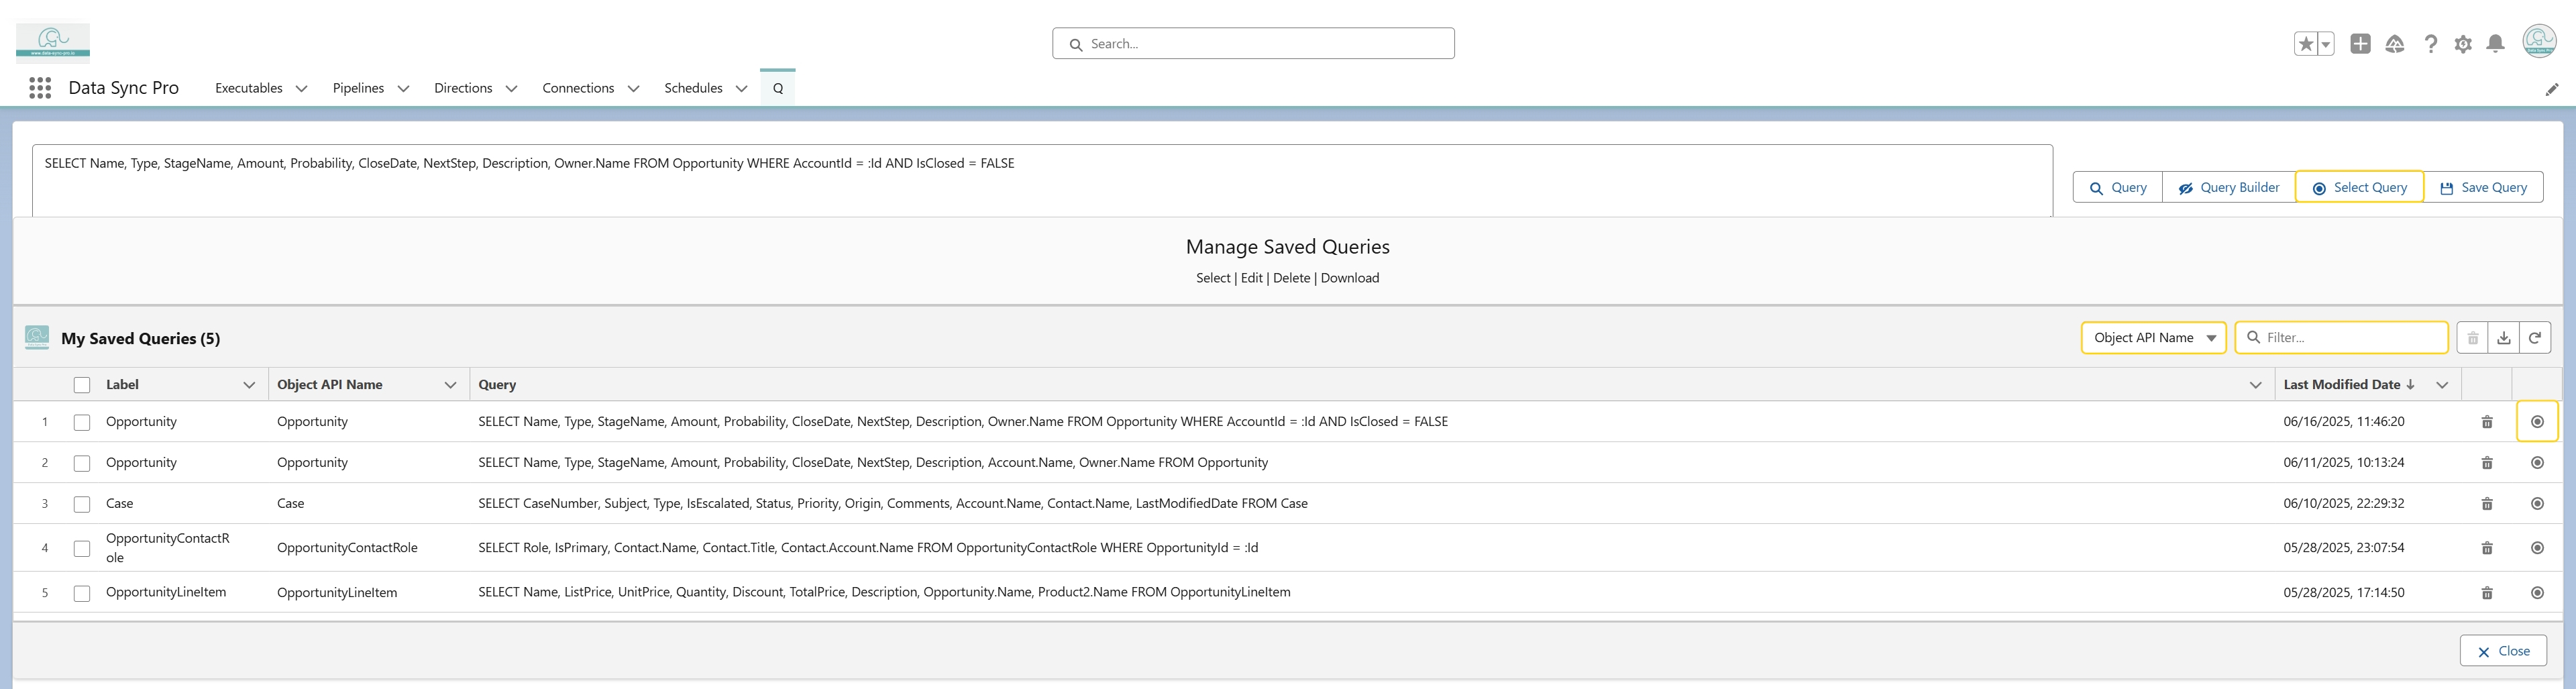 www.data-sync-pro.io
Search...
Data Sync Pro Executables Pipelines Directions Connections Schedules Q
SELECT Name, Type, StageName, Amount, Probability, CloseDate, NextStep, Description, Owner.Name FROM Opportunity WHERE AccountId = :Id AND IsClosed = FALSE
Query Query Builder Select Query Save Query
Manage Saved Queries
Select | Edit | Delete | Download
My Saved Queries (5) Object API Name Filter...
Label Object API Name Query Last Modified Date
1 Opportunity Opportunity SELECT Name, Type, StageName, Amount, Probability, CloseDate, NextStep, Description, Owner.Name FROM Opportunity WHERE AccountId = :Id AND IsClosed = FALSE 06/16/2025, 11:46:20
2 Opportunity Opportunity SELECT Name, Type, StageName, Amount, Probability, CloseDate, NextStep, Description, Account.Name, Owner.Name FROM Opportunity 06/11/2025, 10:13:24
3 Case Case SELECT CaseNumber, Subject, Type, IsEscalated, Status, Priority, Origin, Comments, Account.Name, Contact.Name, LastModifiedDate FROM Case 06/10/2025, 22:29:32
4 OpportunityContactR
ole OpportunityContactRole SELECT Role, IsPrimary, Contact.Name, Contact.Title, Contact.Account.Name FROM OpportunityContactRole WHERE OpportunityId = :Id 05/28/2025, 23:07:54
5 OpportunityLineItem OpportunityLineItem SELECT Name, ListPrice, UnitPrice, Quantity, Discount, TotalPrice, Description, Opportunity.Name, Product2.Name FROM OpportunityLineItem 05/28/2025, 17:14:50
Close